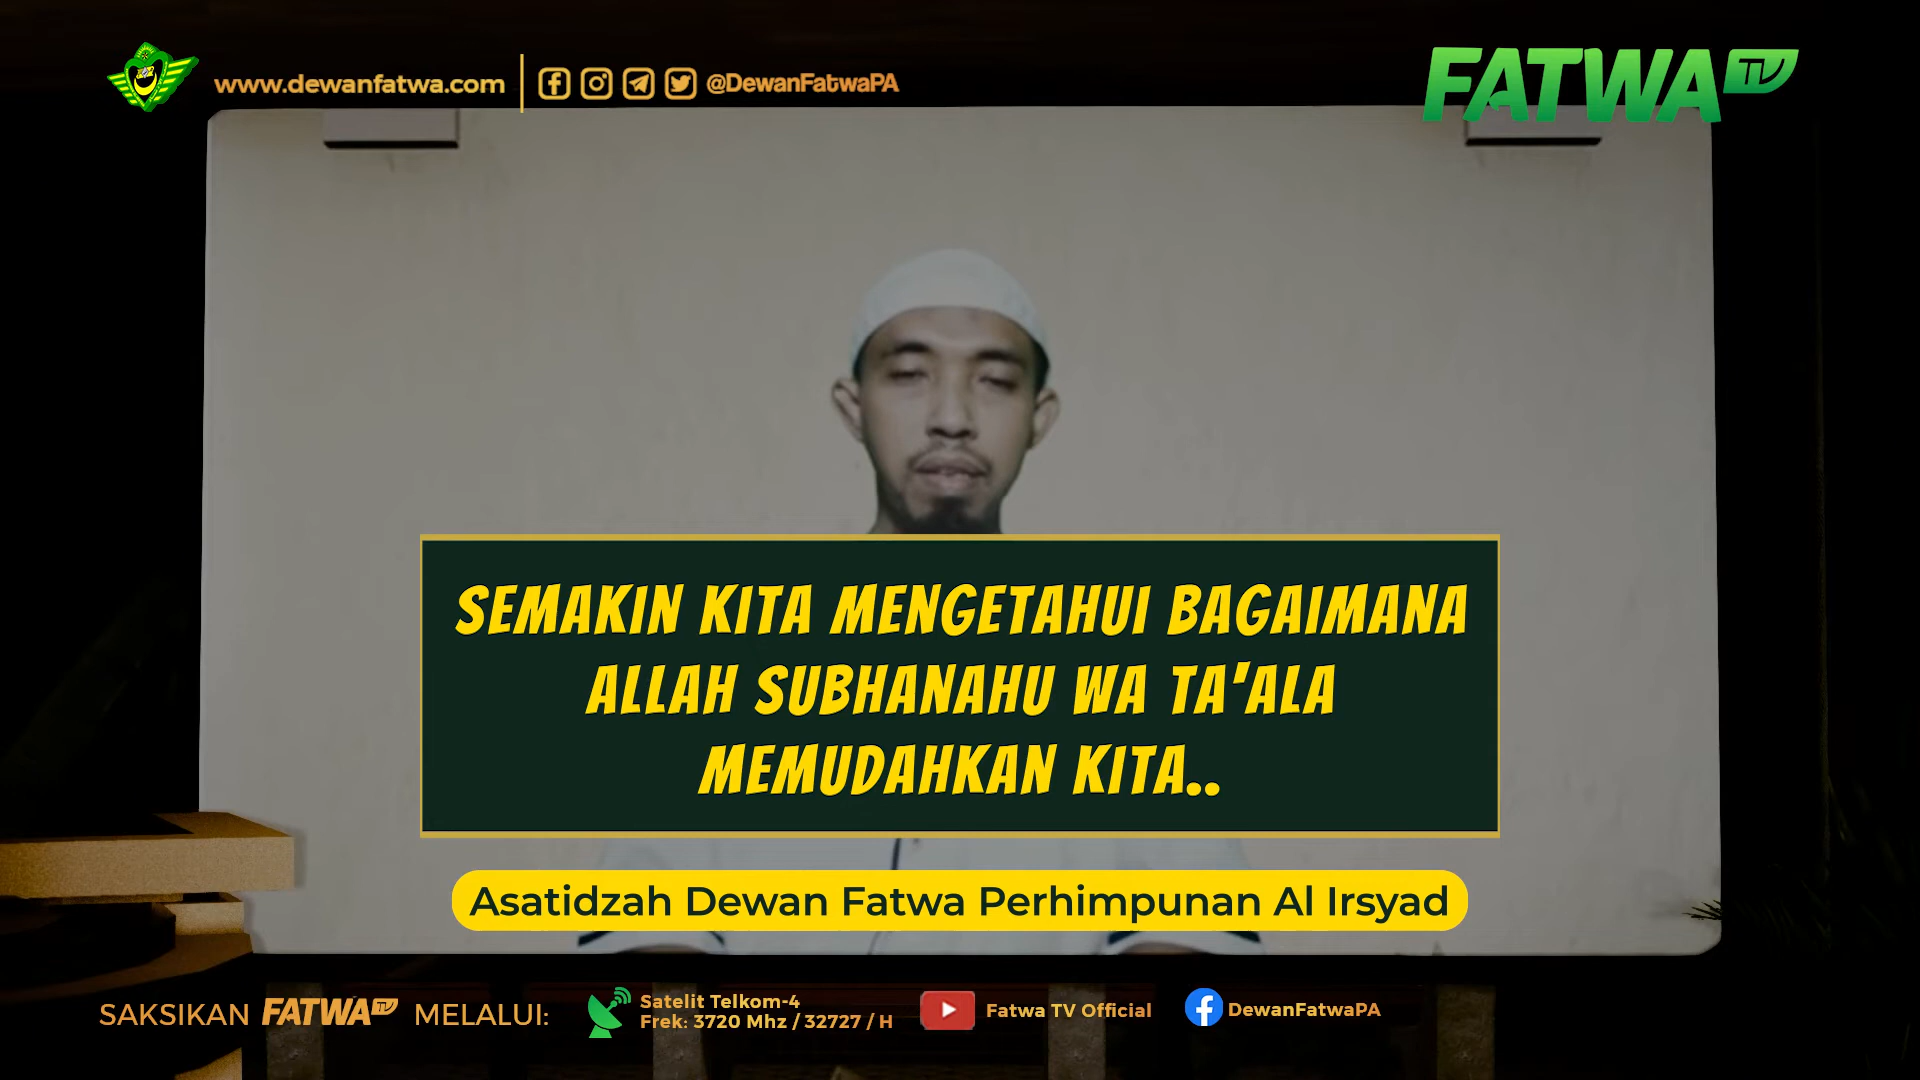 www.dewanfatwa.com
@DewanFatwaPA
FATWA TV
SEMAKIN KITA MENGETAHUI BAGAIMANA
ALLAH SUBHANAHU WA TA'ALA
MEMUDAHKAN KITA..
Asatidzah Dewan Fatwa Perhimpunan Al Irsyad
SAKSIKAN FATWA TV MELALUI:
Satelit Telkom-4
Frek: 3720 Mhz / 32727 / H
Fatwa TV Official
DewanFatwaPA